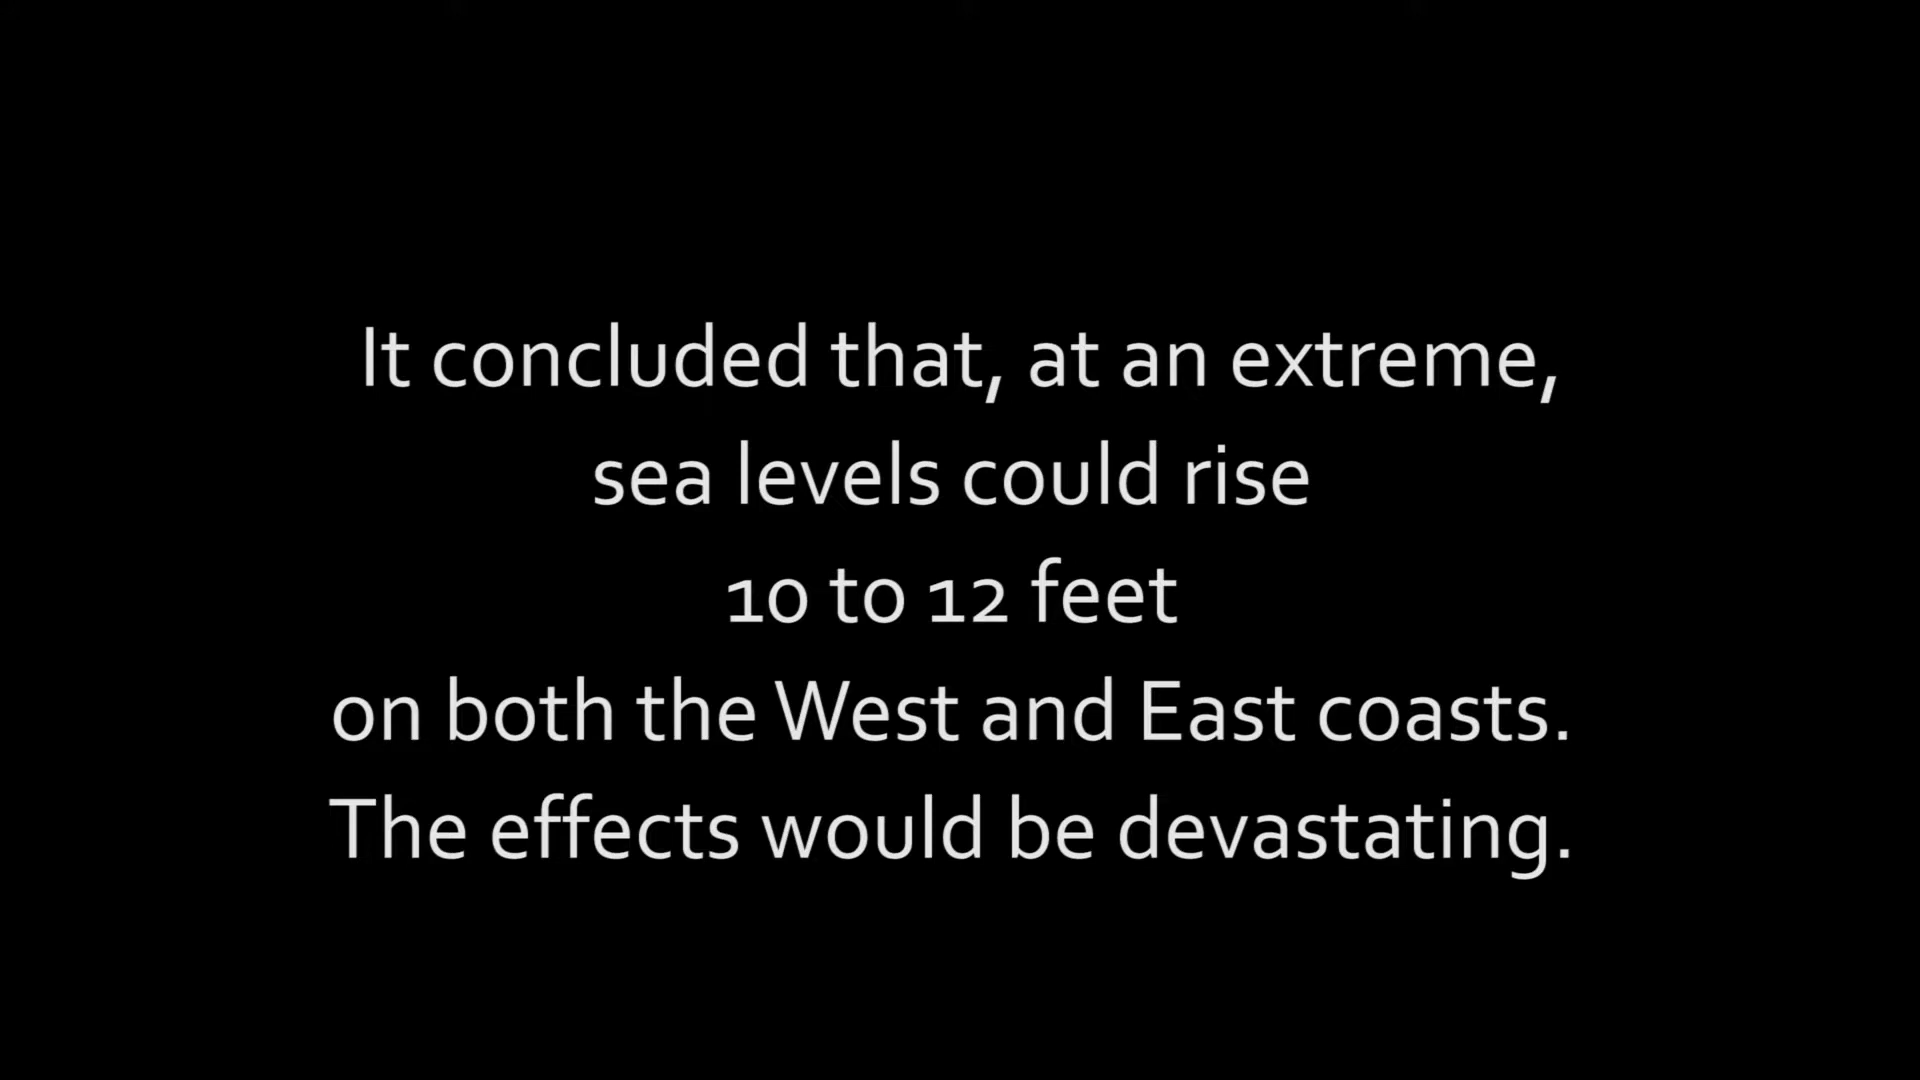 It concluded that, at an extreme,
sea levels could rise
10 to 12 feet
on both the West and East coasts.
The effects would be devastating.